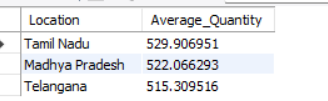 Location Average_Quantity
Tamil Nadu 529.906951
Madhya Pradesh 522.066293
Telangana 515.309516